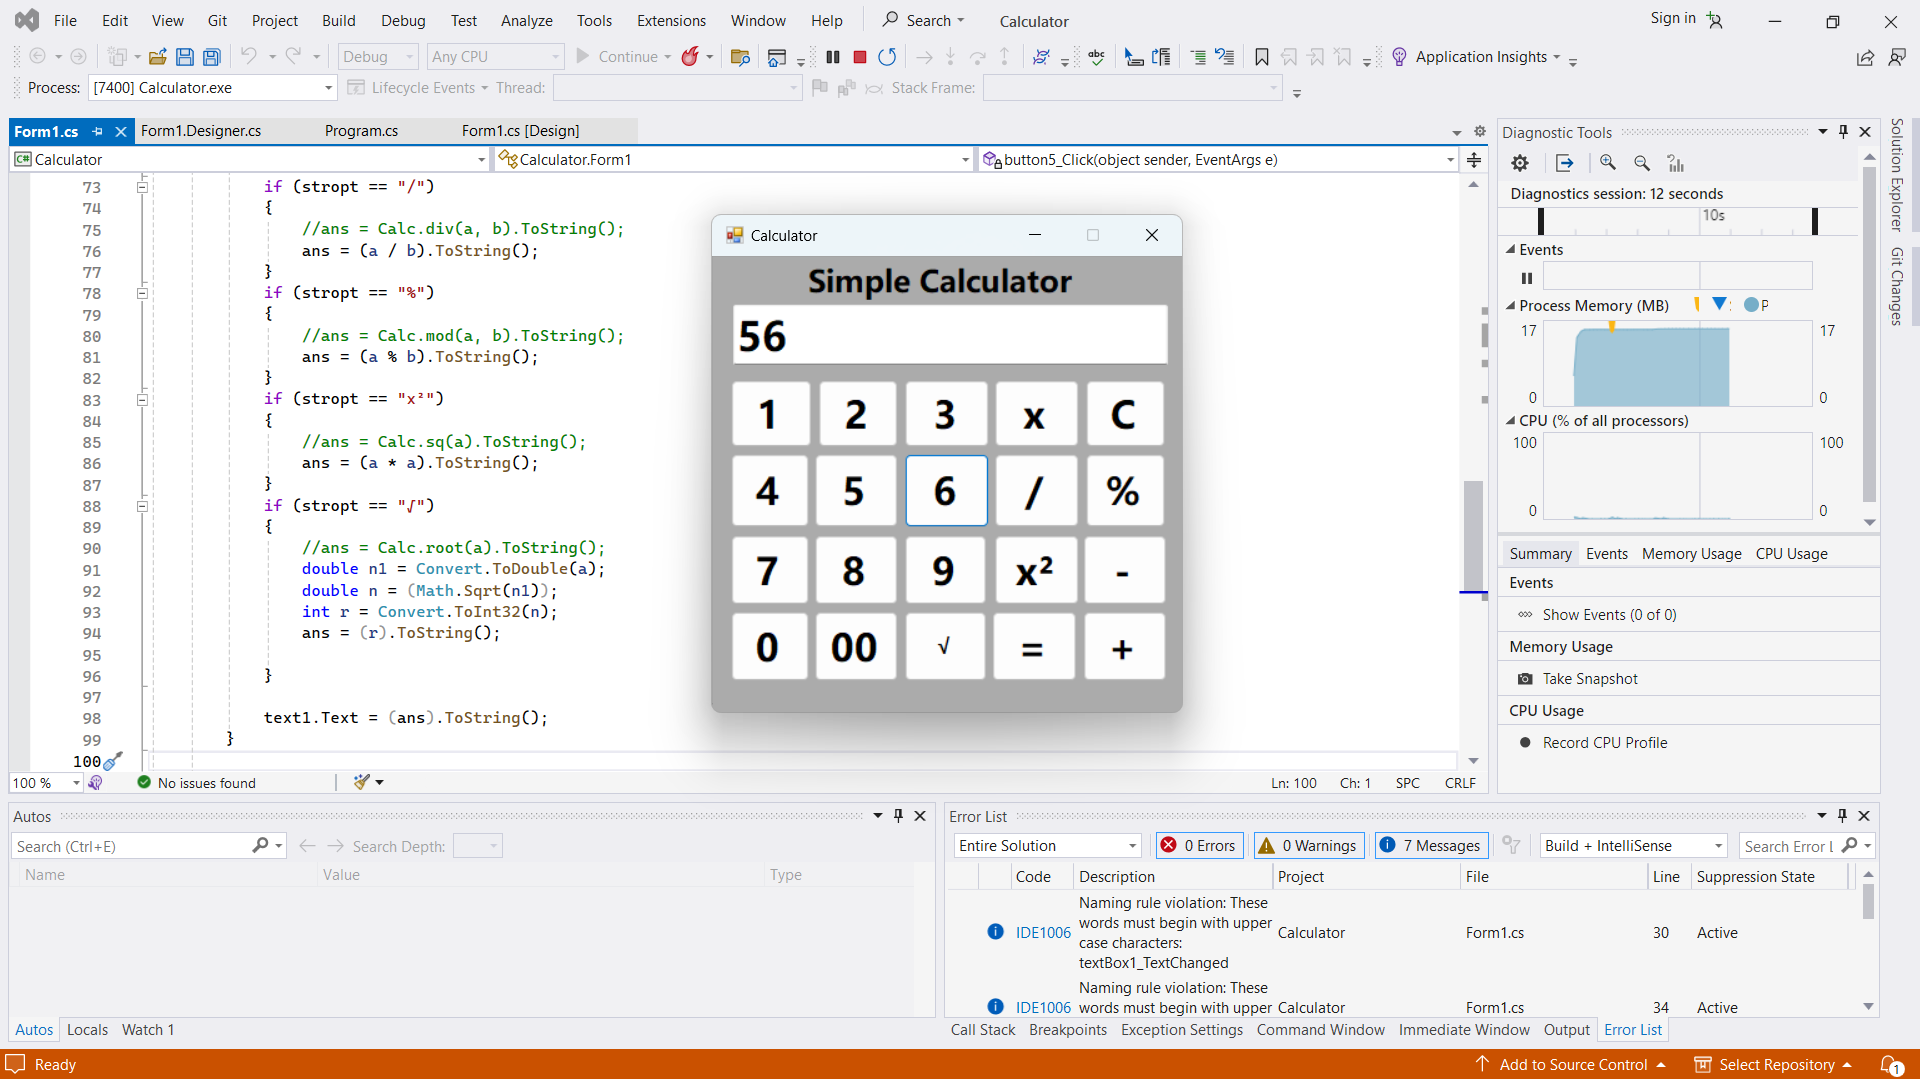 File Edit View Git Project Build Debug Test Analyze Tools Extensions Window Help Search Calculator Sign in
Debug Any CPU Continue Application Insights
Process: [7400] Calculator.exe Lifecycle Events Thread: Stack Frame:
Form1.cs Form1.Designer.cs Program.cs Form1.cs [Design]
Calculator Calculator.Form1 button5_Click(object sender, EventArgs e)
73 if (stropt == "/")
74 {
75 //ans = Calc.div(a, b).ToString();
76 ans = (a / b).ToString();
77 }
78 if (stropt == "%")
79 {
80 //ans = Calc.mod(a, b).ToString();
81 ans = (a % b).ToString();
82 }
83 if (stropt == "x²")
84 {
85 //ans = Calc.sq(a).ToString();
86 ans = (a * a).ToString();
87 }
88 if (stropt == "√")
89 {
90 //ans = Calc.root(a).ToString();
91 double n1 = Convert.ToDouble(a);
92 double n = (Math.Sqrt(n1));
93 int r = Convert.ToInt32(n);
94 ans = (r).ToString();
95
96 }
97
98 text1.Text = (ans).ToString();
99 }
100
100 % No issues found Ln: 100 Ch: 1 SPC CRLF
Calculator
Simple Calculator
56
1 2 3 x C
4 5 6 / %
7 8 9 x² -
0 00 √ = +
Diagnostic Tools
Diagnostics session: 12 seconds
10s
Events
Process Memory (MB) P
17 17
0 0
CPU (% of all processors)
100 100
0 0
Summary Events Memory Usage CPU Usage
Events
Show Events (0 of 0)
Memory Usage
Take Snapshot
CPU Usage
Record CPU Profile
Solution Explorer
Git Changes
Autos
Search (Ctrl+E) Search Depth:
Name Value Type
Autos Locals Watch 1
Error List
Entire Solution 0 Errors 0 Warnings 7 Messages Build + IntelliSense Search Error L
Code Description Project File Line Suppression State
IDE1006 Naming rule violation: These
words must begin with upper
case characters:
textBox1_TextChanged Calculator Form1.cs 30 Active
Naming rule violation: These
IDE1006 words must begin with upper Calculator Form1.cs 34 Active
Call Stack Breakpoints Exception Settings Command Window Immediate Window Output Error List
Ready Add to Source Control Select Repository 1